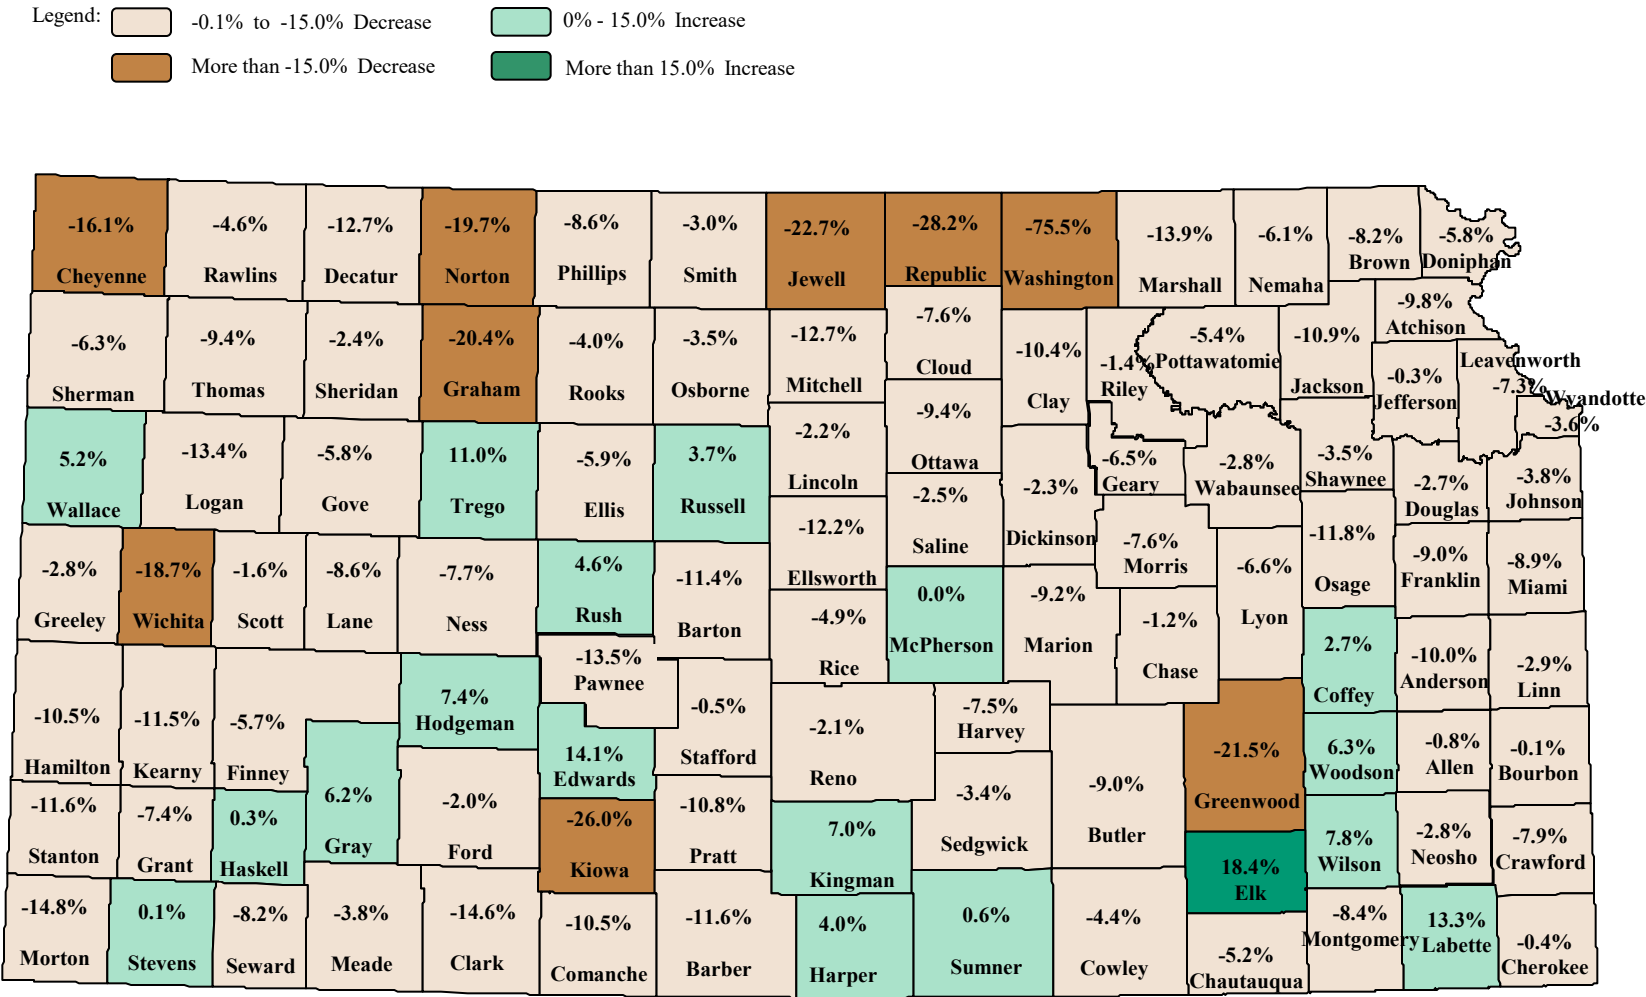 Legend:
-0.1% to -15.0% Decrease
0% - 15.0% Increase
More than -15.0% Decrease
More than 15.0% Increase
-16.1%
Cheyenne
-4.6%
Rawlins
-12.7%
Decatur
-19.7%
Norton
-8.6%
Phillips
-3.0%
Smith
-22.7%
Jewell
-28.2%
Republic
-75.5%
Washington
-13.9%
Marshall
-6.1%
Nemaha
-8.2%
Brown
-5.8%
Doniphan
-6.3%
Sherman
-9.4%
Thomas
-2.4%
Sheridan
-20.4%
Graham
-4.0%
Rooks
-3.5%
Osborne
-12.7%
Mitchell
-7.6%
Cloud
-10.4%
Clay
-1.4%
Riley
-5.4%
Pottawatomie
-10.9%
Jackson
-9.8%
Atchison
-0.3%
Jefferson
Leavenworth
-7.3%
Wyandotte
-3.6%
5.2%
Wallace
-13.4%
Logan
-5.8%
Gove
11.0%
Trego
-5.9%
Ellis
3.7%
Russell
-2.2%
Lincoln
-9.4%
Ottawa
-2.3%
Dickinson
-6.5%
Geary
-2.8%
Wabaunsee
-3.5%
Shawnee
-2.7%
Douglas
-3.8%
Johnson
-2.8%
Greeley
-18.7%
Wichita
-1.6%
Scott
-8.6%
Lane
-7.7%
Ness
4.6%
Rush
-11.4%
Barton
-12.2%
Ellsworth
-2.5%
Saline
-7.6%
Morris
-6.6%
Lyon
-11.8%
Osage
-9.0%
Franklin
-8.9%
Miami
-4.9%
Rice
0.0%
McPherson
-9.2%
Marion
-1.2%
Chase
2.7%
Coffey
-10.0%
Anderson
-2.9%
Linn
-10.5%
Hamilton
-11.5%
Kearny
-5.7%
Finney
7.4%
Hodgeman
-13.5%
Pawnee
-0.5%
Stafford
-2.1%
Reno
-7.5%
Harvey
-9.0%
Butler
-21.5%
Greenwood
6.3%
Woodson
-0.8%
Allen
-0.1%
Bourbon
-11.6%
Stanton
-7.4%
Grant
0.3%
Haskell
6.2%
Gray
-2.0%
Ford
14.1%
Edwards
-26.0%
Kiowa
-10.8%
Pratt
7.0%
Kingman
-3.4%
Sedgwick
18.4%
Elk
7.8%
Wilson
-2.8%
Neosho
-7.9%
Crawford
-14.8%
Morton
0.1%
Stevens
-8.2%
Seward
-3.8%
Meade
-14.6%
Clark
-10.5%
Comanche
-11.6%
Barber
4.0%
Harper
0.6%
Sumner
-4.4%
Cowley
-5.2%
Chautauqua
-8.4%
Montgomery
13.3%
Labette
-0.4%
Cherokee